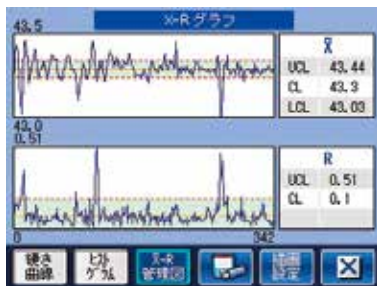 X-R グラフ
43.5
X
UCL 43.44
CL 43.3
LCL 43.03
43.0
0.51
R
UCL 0.51
CL 0.1
0 342
硬さ
曲線
ヒスト
グラム
X-R
管理図